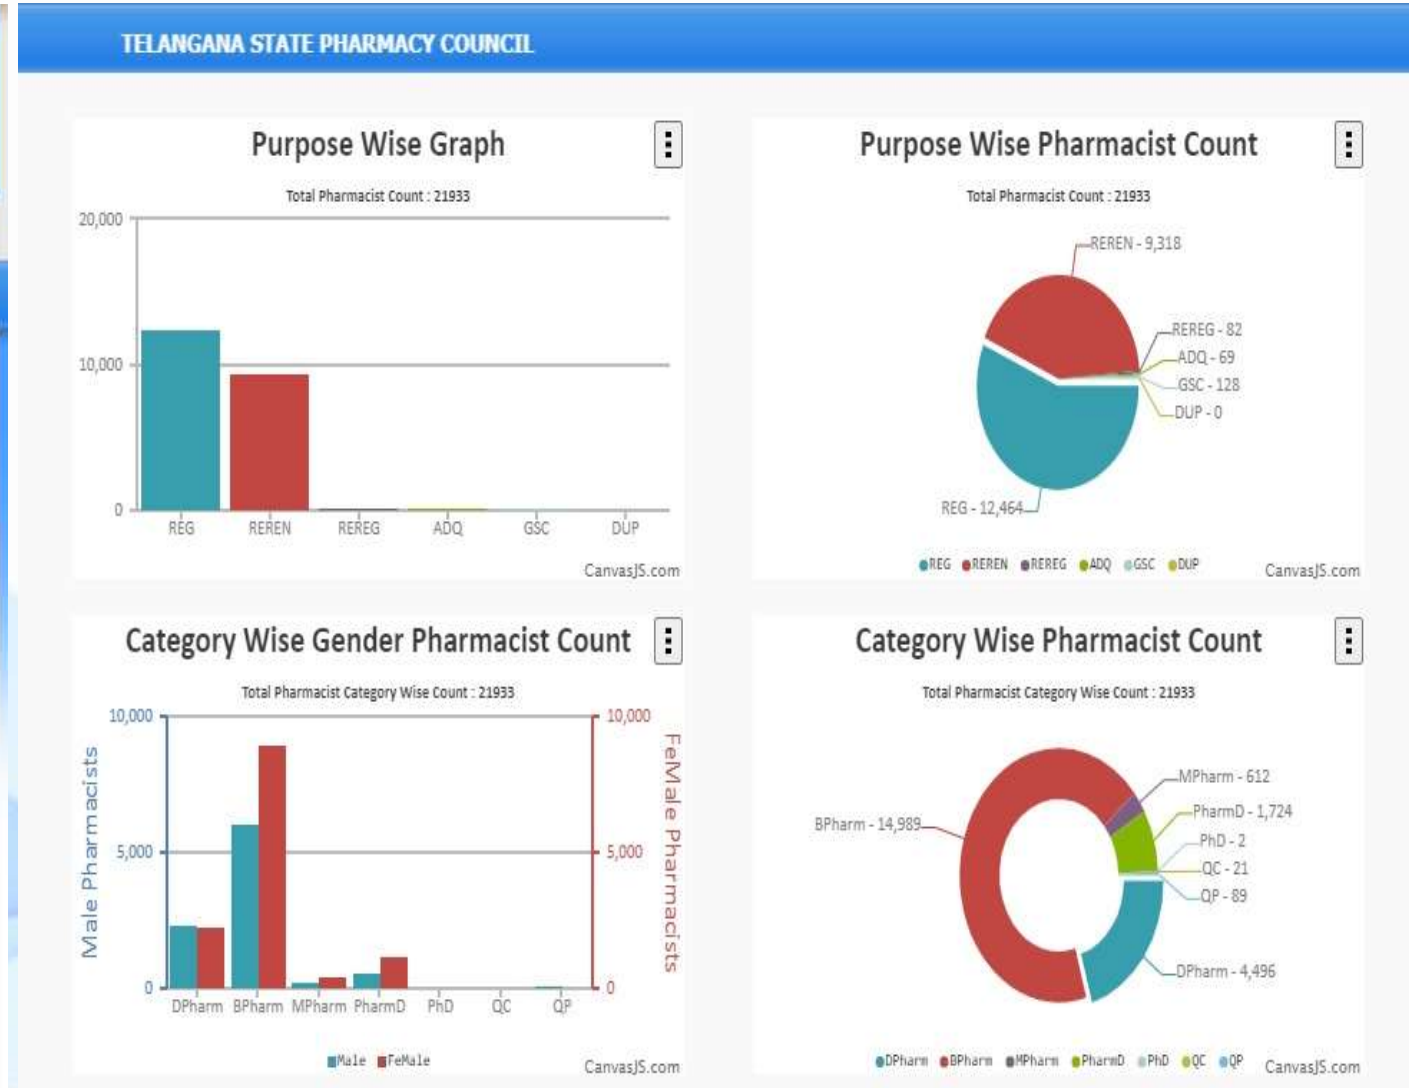 TELANGANA STATE PHARMACY COUNCIL
Purpose Wise Graph
Total Pharmacist Count : 21933
20,000
10,000
0
REG REREN REREG ADQ GSC DUP
CanvasJS.com
Purpose Wise Pharmacist Count
Total Pharmacist Count : 21933
REREN - 9,318
REREG - 82
ADQ - 69
GSC - 128
DUP - 0
REG - 12,464
REG REREN REREG ADQ GSC DUP
CanvasJS.com
Category Wise Gender Pharmacist Count
Total Pharmacist Category Wise Count : 21933
Male Pharmacists
10,000
5,000
0
10,000
5,000
0
FeMale Pharmacists
DPharm BPharm MPharm PharmD PhD QC QP
Male FeMale
CanvasJS.com
Category Wise Pharmacist Count
Total Pharmacist Category Wise Count : 21933
MPharm - 612
PharmD - 1,724
BPharm - 14,989
PhD - 2
QC - 21
QP - 89
DPharm - 4,496
DPharm BPharm MPharm PharmD PhD QC QP
CanvasJS.com